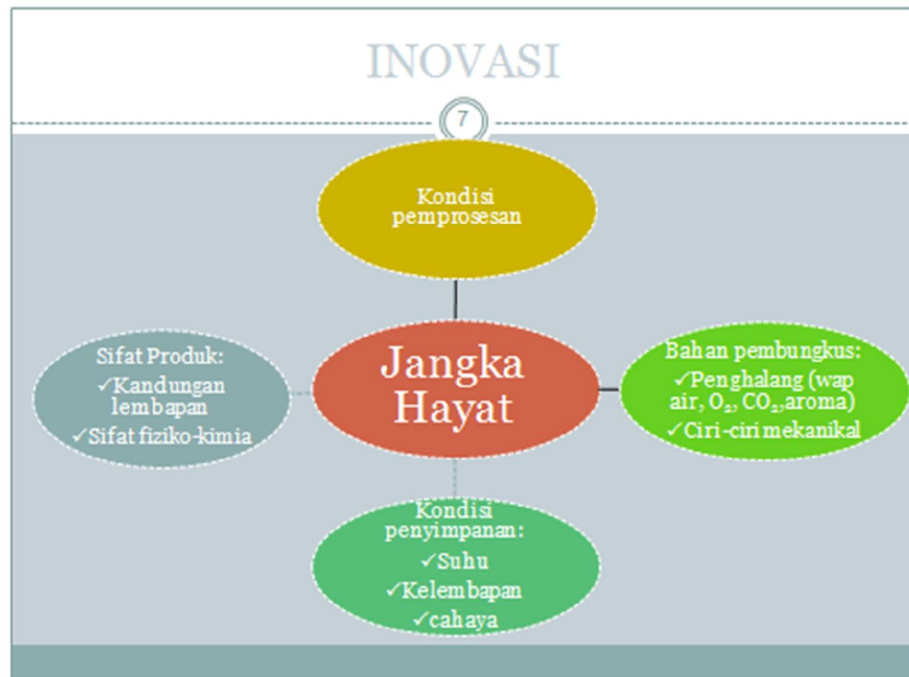 INOVASI
7
Kondisi
pemprosesan
Sifat Produk:
✓Kandungan
lembapan
✓Sifat fiziko-kimia
Jangka
Hayat
Bahan pembungkus:
✓Penghalang (wap
air, O₂, CO₂,aroma)
✓Ciri-ciri mekanikal
Kondisi
penyimpanan:
✓Suhu
✓Kelembapan
✓cahaya